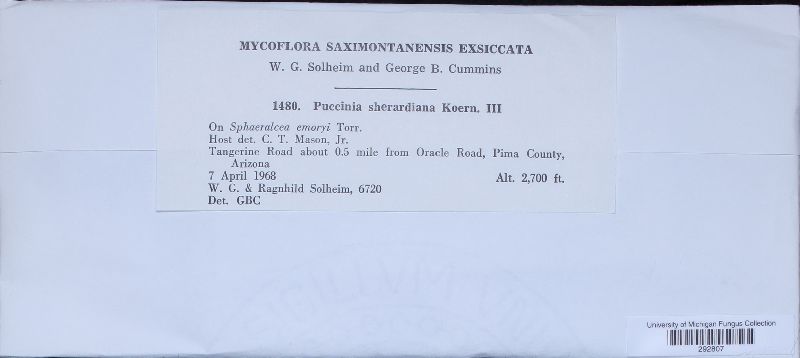 MYCOFLORA SAXIMONTANENSIS EXSICCATA
W. G. Solheim and George B. Cummins
1480. Puccinia sherardiana Koern. III
On Sphaeralcea emoryi Torr.
Host det. C. T. Mason, Jr.
Tangerine Road about 0.5 mile from Oracle Road, Pima County,
Arizona
7 April 1968 Alt. 2,700 ft.
W. G. & Ragnhild Solheim, 6720
Det. GBC
University of Michigan Fungus Collection
292807